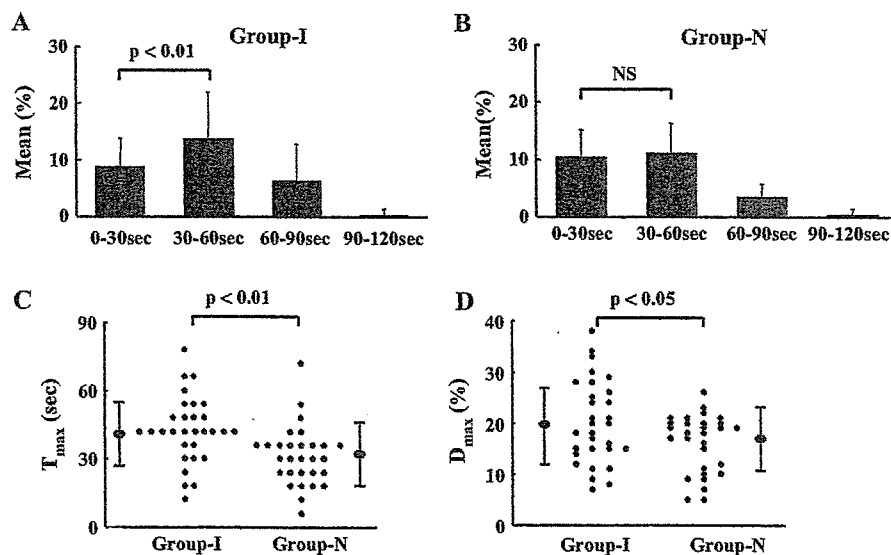 A
Group-I
p < 0.01
Mean (%)
30
20
10
0
0-30sec
30-60sec
60-90sec
90-120sec
B
Group-N
NS
Mean(%)
30
20
10
0
0-30sec
30-60sec
60-90sec
90-120sec
C
p < 0.01
Tmax (sec)
90
60
30
0
Group-I
Group-N
D
p < 0.05
Dmax (%)
40
30
20
10
0
Group-I
Group-N